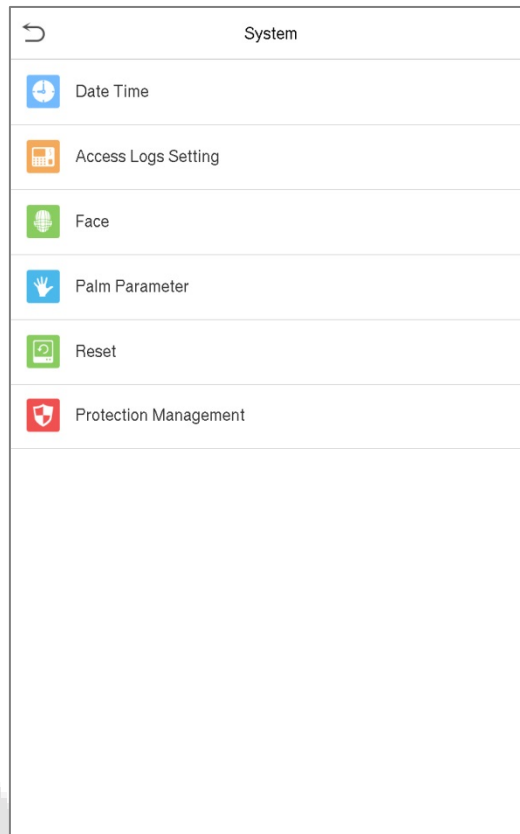 System
Date Time
Access Logs Setting
Face
Palm Parameter
Reset
Protection Management